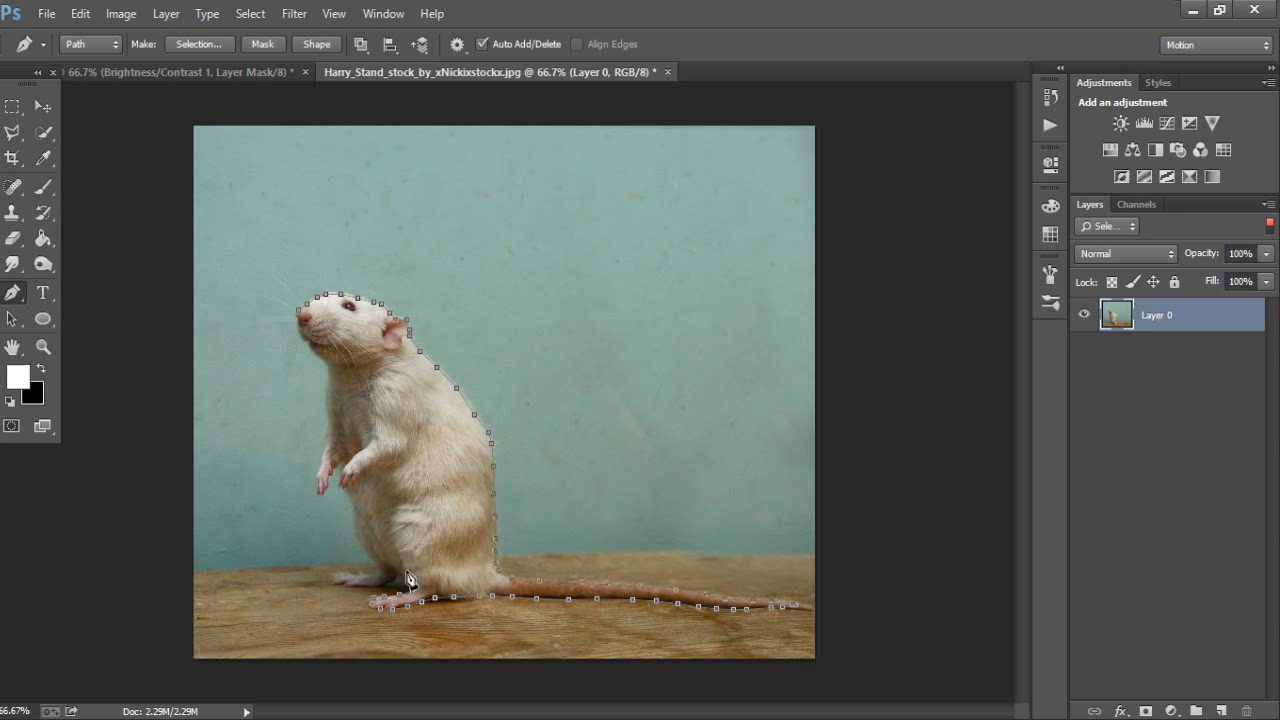 Ps File Edit Image Layer Type Select Filter View Window Help
Path Make: Selection... Mask Shape Auto Add/Delete Align Edges Motion
66.7% (Brightness/Contrast 1, Layer Mask/8) * × Harry_Stand_stock_by_xNickixstockx.jpg @ 66.7% (Layer 0, RGB/8) * ×
Adjustments Styles
Add an adjustment
Layers Channels
Sele...
Normal Opacity: 100%
Lock: Fill: 100%
Layer 0
T
66.67% Doc: 2.29M/2.29M
fx